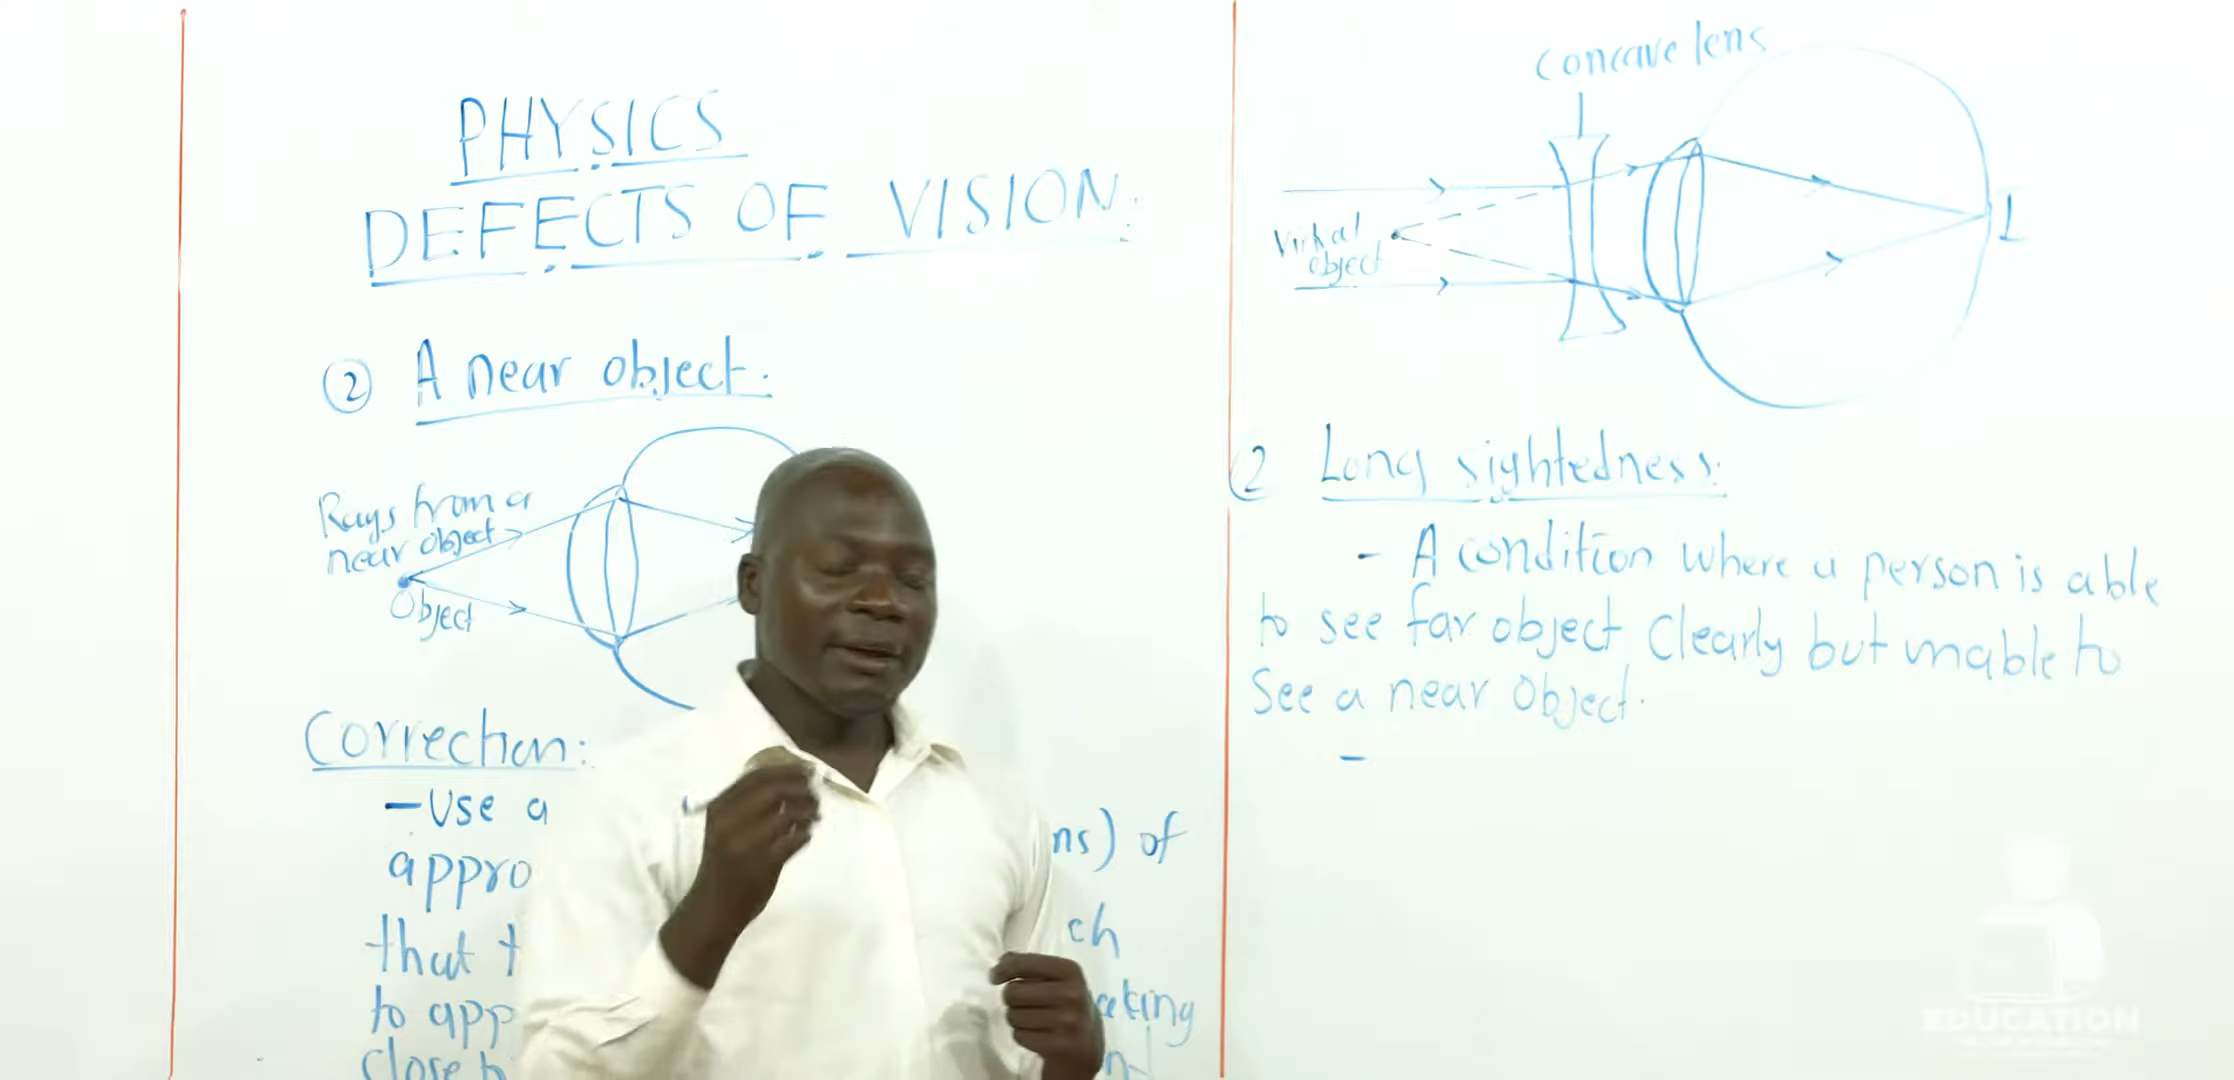 PHYSICS
DEFECTS OF VISION.
② A near object.
Rays from a
near object
Object
Correction:
- Use a
appro
that t
to app
close b
ns) of
ch
Concave lens
Virtual
object
I
2 Long sightedness:
- A condition where a person is able
to see far object clearly but unable to
see a near object.
-
EDUCATION